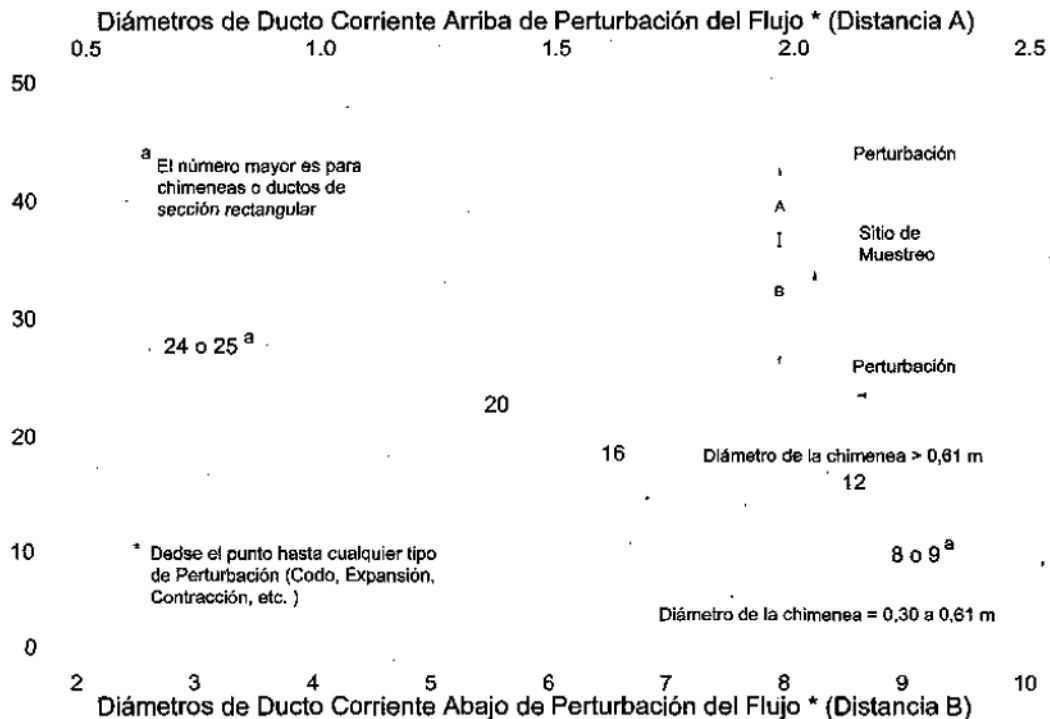 Diámetros de Ducto Corriente Arriba de Perturbación del Flujo * (Distancia A)
0.5 1.0 2.0 2.5
50
a El número mayor es para
chimeneas o ductos de
sección rectangular
Perturbación
40
A
I
Sitio de
Muestreo
B
30
24 o 25 a
Perturbación
20
20
16
Diámetro de la chimenea > 0,61 m
12
10
* Dedse el punto hasta cualquier tipo
de Perturbación (Codo, Expansión,
Contracción, etc. )
8 o 9 a
Diámetro de la chimenea = 0,30 a 0,61 m
0
2 3 4 5 6 7 8 9 10
Diámetros de Ducto Corriente Abajo de Perturbación del Flujo * (Distancia B)